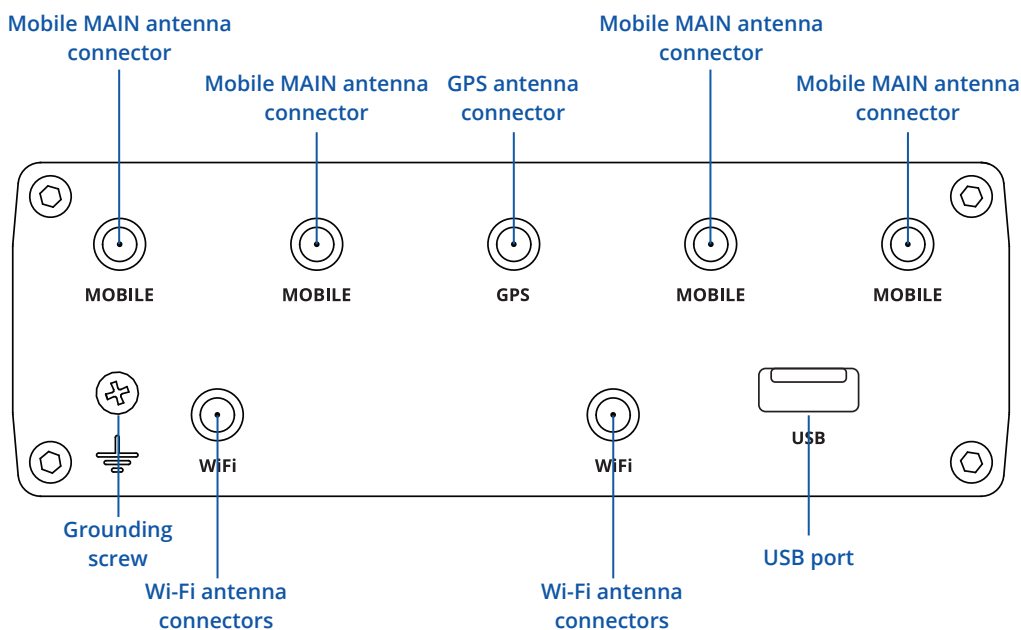 Mobile MAIN antenna
connector
Mobile MAIN antenna
connector
GPS antenna
connector
Mobile MAIN antenna
connector
Mobile MAIN antenna
connector
MOBILE
MOBILE
GPS
MOBILE
MOBILE
WiFi
WiFi
USB
Grounding
screw
Wi-Fi antenna
connectors
Wi-Fi antenna
connectors
USB port